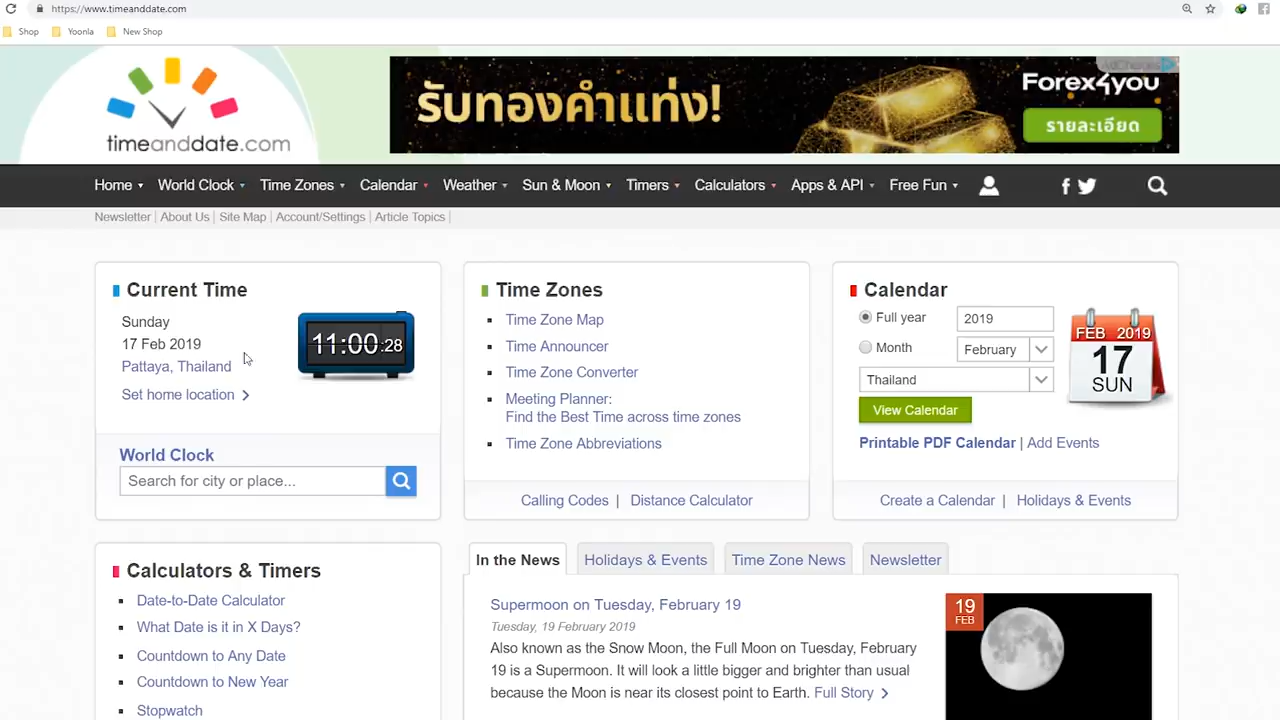 https://www.timeanddate.com
Shop
Yoonla
New Shop
timeanddate.com
รับทองคำแท่ง!
Forex4you
รายละเอียด
Home
World Clock
Time Zones
Calendar
Weather
Sun & Moon
Timers
Calculators
Apps & API
Free Fun
Newsletter | About Us | Site Map | Account/Settings | Article Topics |
Current Time
Sunday
17 Feb 2019
Pattaya, Thailand
Set home location
11:00:28
World Clock
Search for city or place...
Time Zones
Time Zone Map
Time Announcer
Time Zone Converter
Meeting Planner:
Find the Best Time across time zones
Time Zone Abbreviations
Calling Codes | Distance Calculator
Calendar
Full year
2019
Month
February
Thailand
View Calendar
FEB 2019
17
SUN
Printable PDF Calendar | Add Events
Create a Calendar | Holidays & Events
Calculators & Timers
Date-to-Date Calculator
What Date is it in X Days?
Countdown to Any Date
Countdown to New Year
Stopwatch
In the News
Holidays & Events
Time Zone News
Newsletter
Supermoon on Tuesday, February 19
Tuesday, 19 February 2019
Also known as the Snow Moon, the Full Moon on Tuesday, February
19 is a Supermoon. It will look a little bigger and brighter than usual
because the Moon is near its closest point to Earth. Full Story
19
FEB